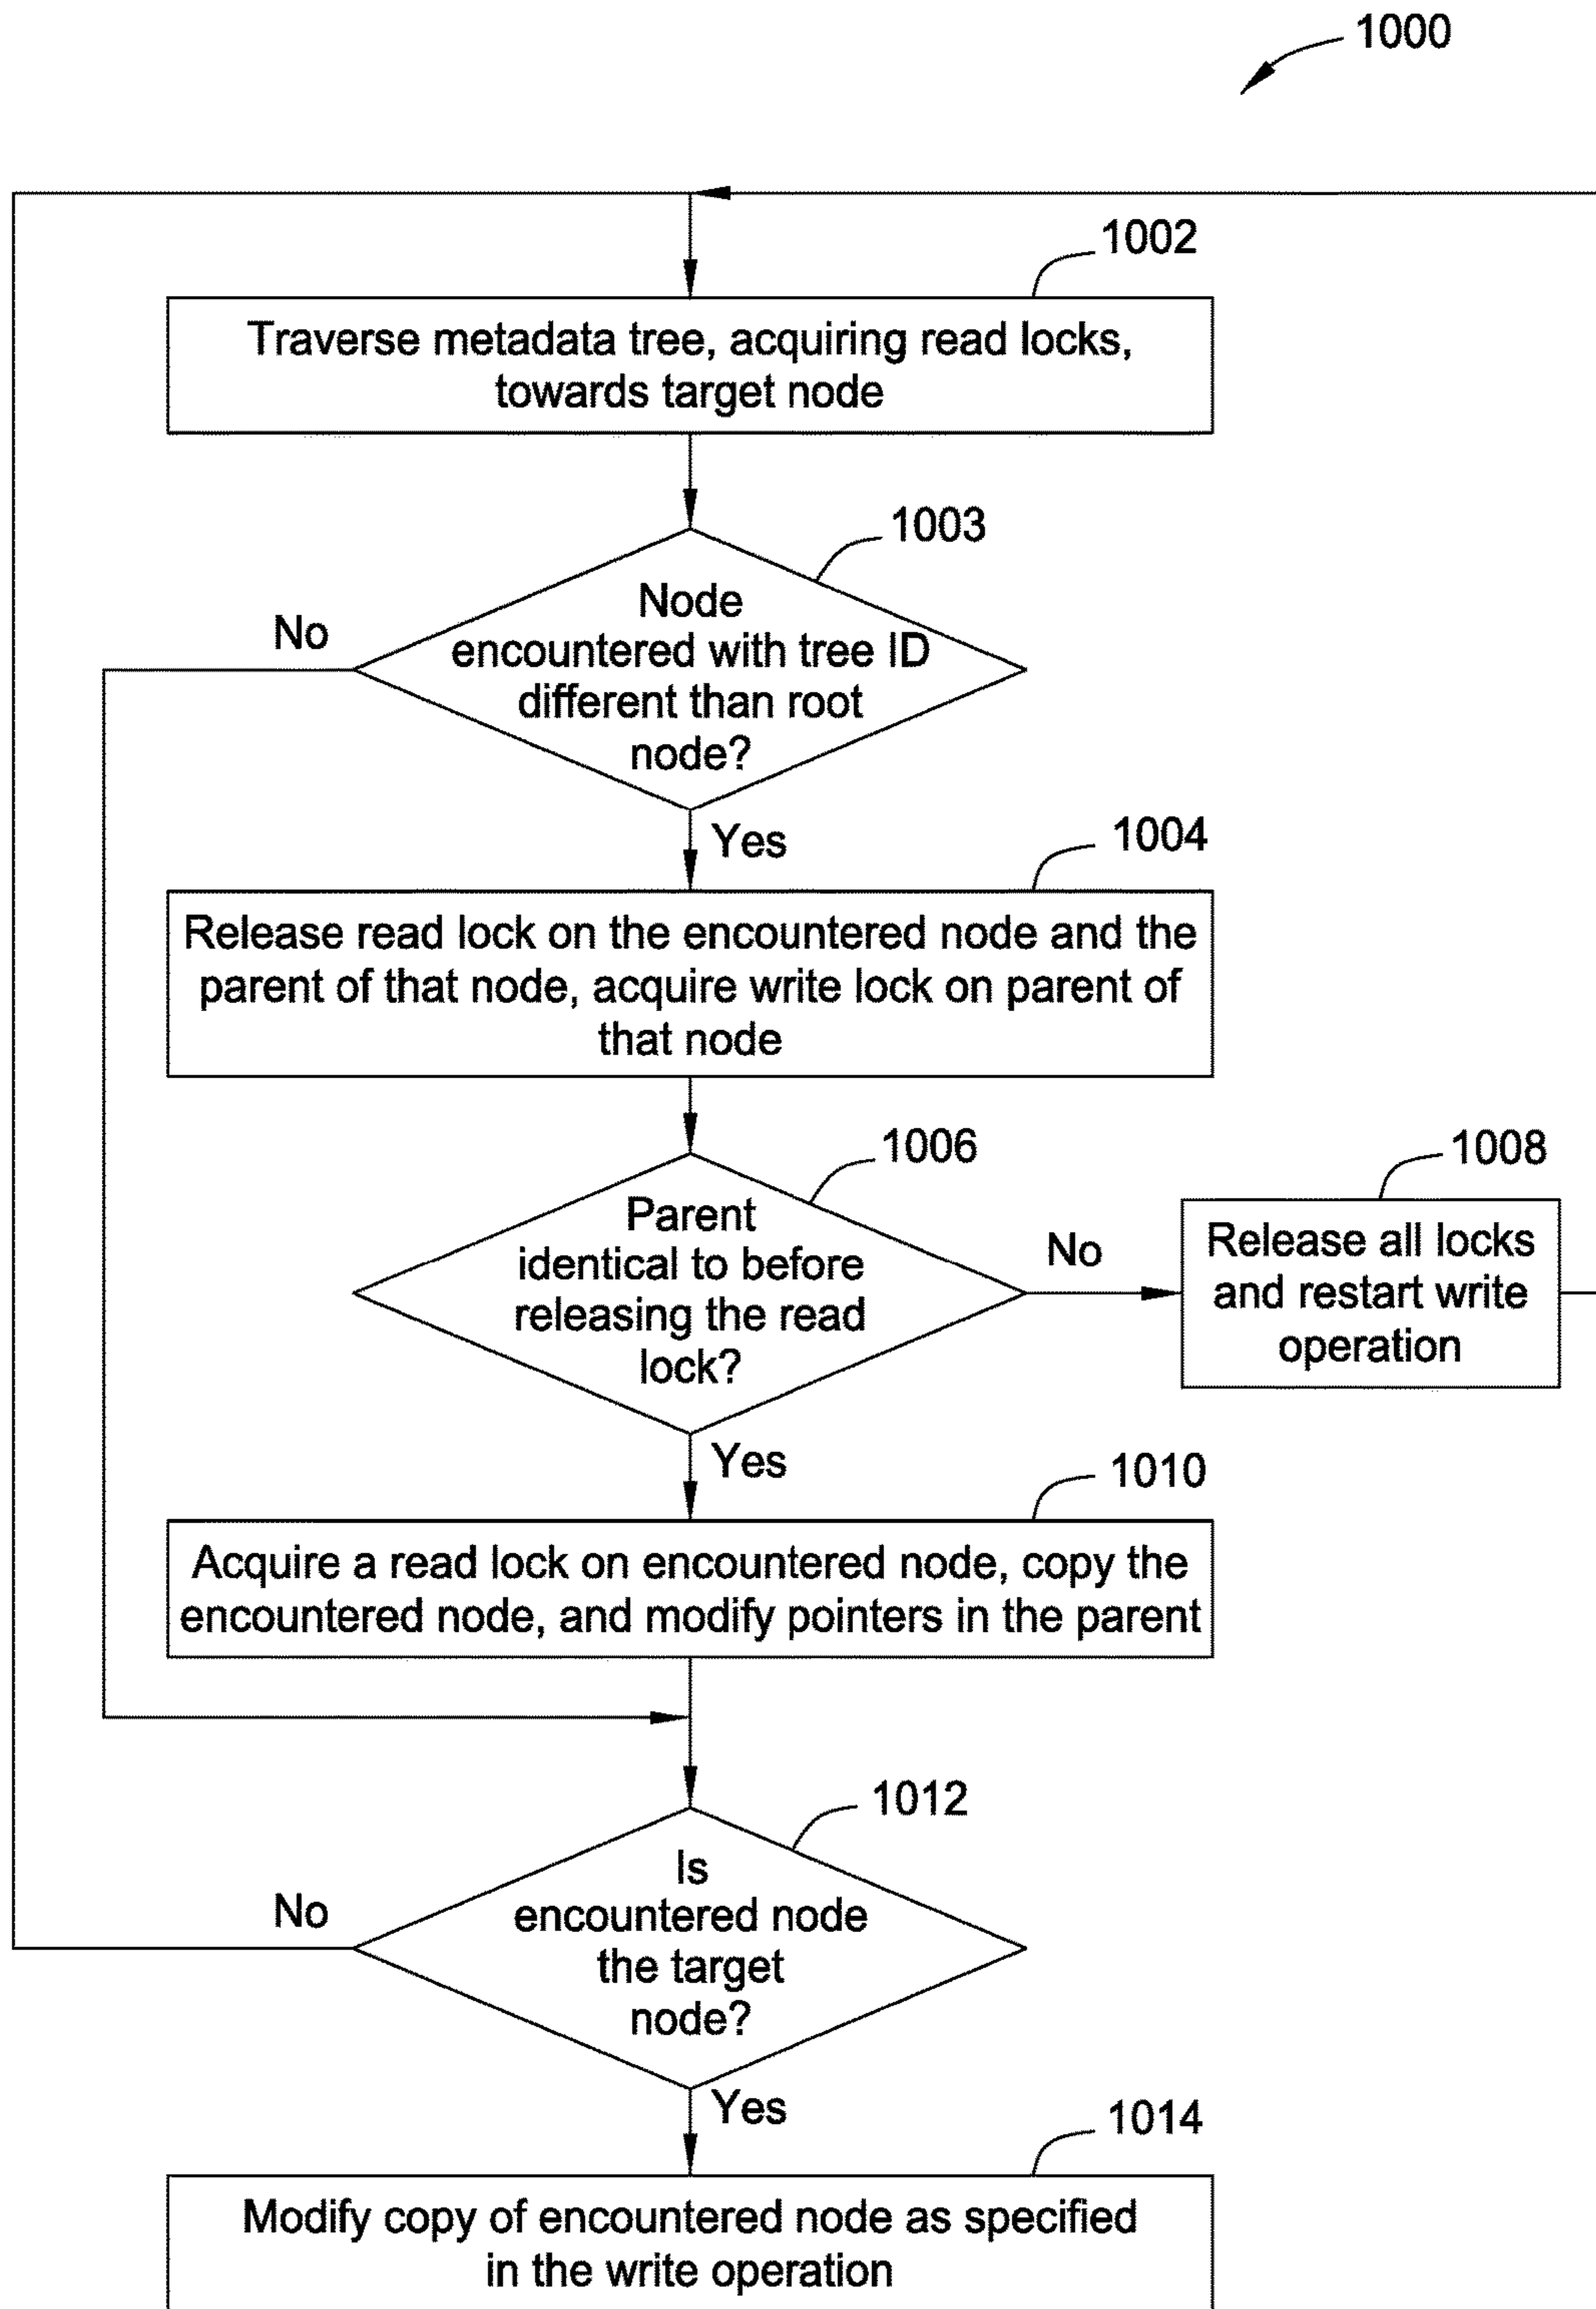 1000
1002
Traverse metadata tree, acquiring read locks,
towards target node
1003
Node
encountered with tree ID
different than root
node?
No
Yes
1004
Release read lock on the encountered node and the
parent of that node, acquire write lock on parent of
that node
1006
Parent
identical to before
releasing the read
lock?
No
1008
Release all locks
and restart write
operation
Yes
1010
Acquire a read lock on encountered node, copy the
encountered node, and modify pointers in the parent
1012
Is
encountered node
the target
node?
No
Yes
1014
Modify copy of encountered node as specified
in the write operation